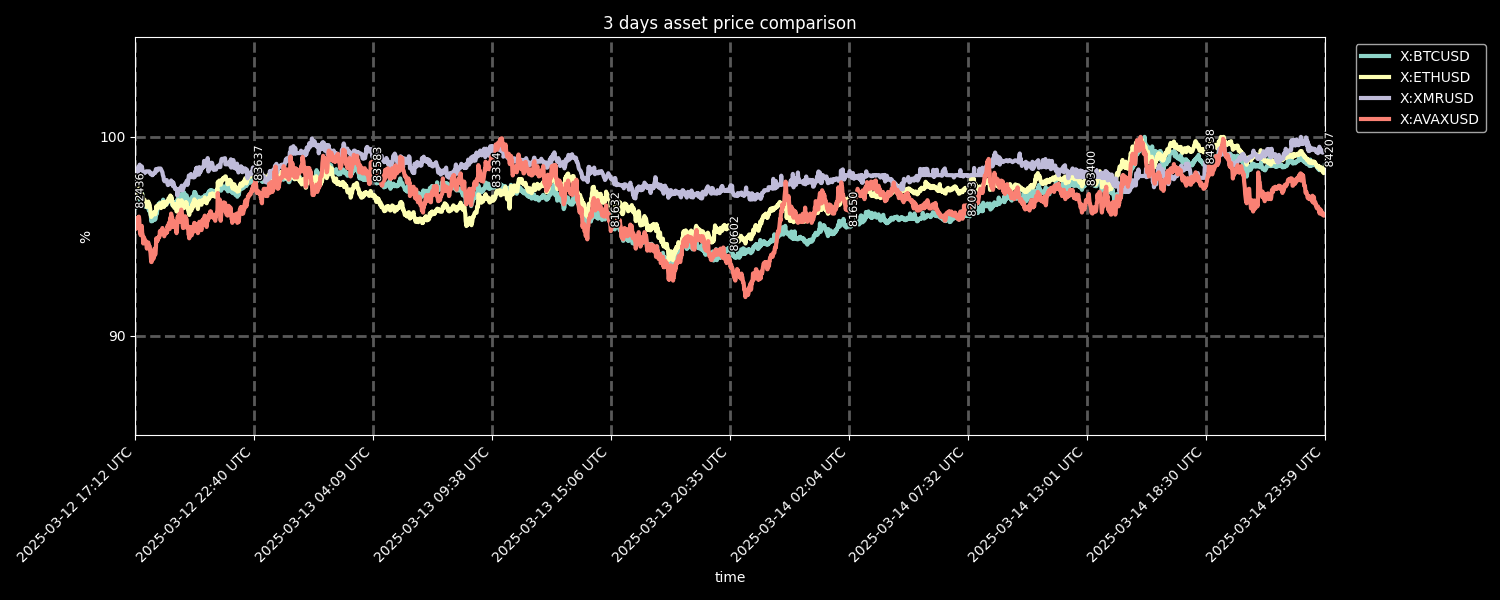 3 days asset price comparison
X:BTCUSD
X:ETHUSD
X:XMRUSD
X:AVAXUSD
100
90
%
82436
83637
83583
83334
81632
80602
81650
82093
83400
84338
84207
2025-03-12 17:12 UTC
2025-03-12 22:40 UTC
2025-03-13 04:09 UTC
2025-03-13 09:38 UTC
2025-03-13 15:06 UTC
2025-03-13 20:35 UTC
2025-03-14 02:04 UTC
2025-03-14 07:32 UTC
2025-03-14 13:01 UTC
2025-03-14 18:30 UTC
2025-03-14 23:59 UTC
time